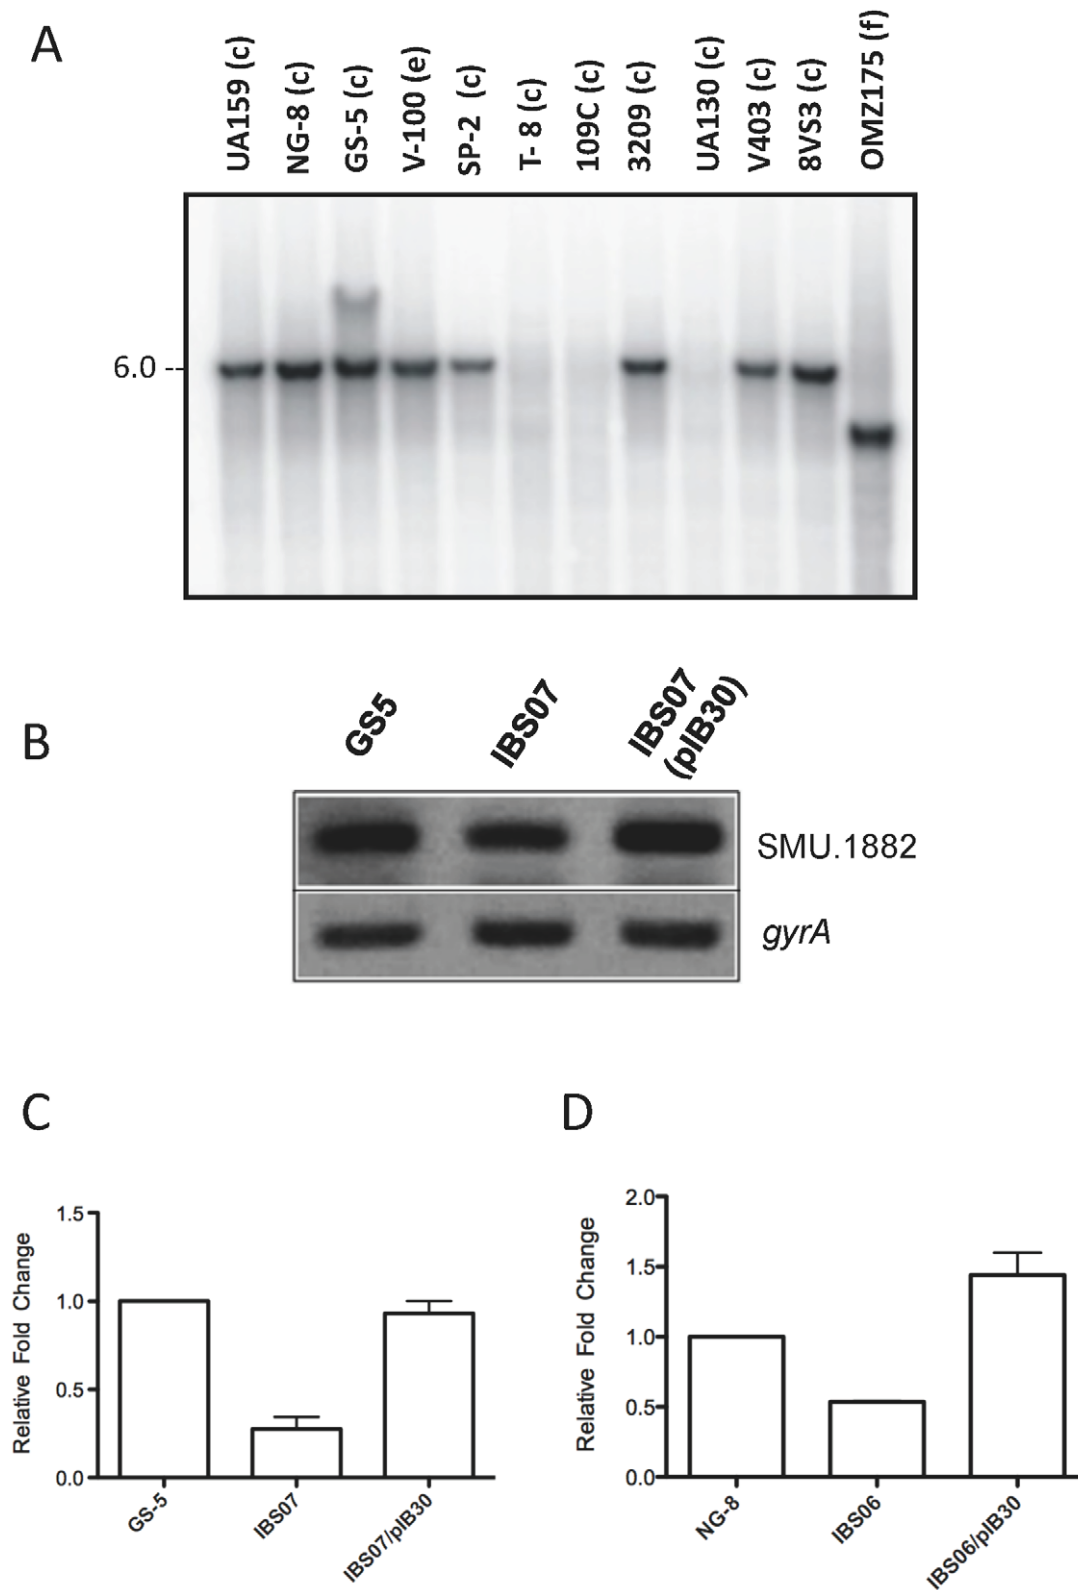 A
UA159 (c)
NG-8 (c)
GS-5 (c)
V-100 (e)
SP-2 (c)
T- 8 (c)
109C (c)
3209 (c)
UA130 (c)
V403 (c)
8VS3 (c)
OMZ175 (f)
6.0 --
B
GS5
IBS07
IBS07
(pIB30)
SMU.1882
gyrA
C
Relative Fold Change
1.5
1.0
0.5
0.0
GS-5
IBS07
IBS07/pIB30
D
Relative Fold Change
2.0
1.5
1.0
0.5
0.0
NG-8
IBS06
IBS06/pIB30